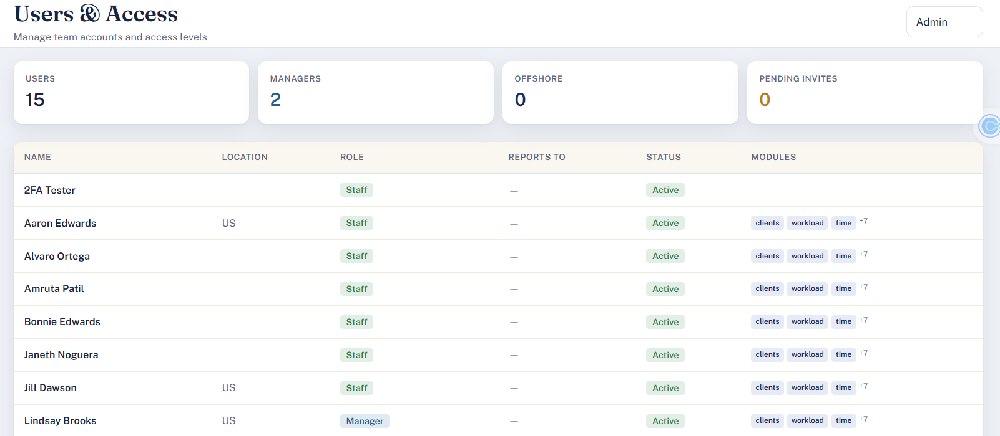 Users & Access
Manage team accounts and access levels
Admin
USERS
15
MANAGERS
2
OFFSHORE
0
PENDING INVITES
0
NAME LOCATION ROLE REPORTS TO STATUS MODULES
2FA Tester Staff — Active
Aaron Edwards US Staff — Active clients workload time +7
Alvaro Ortega Staff — Active clients workload time +7
Amruta Patil Staff — Active clients workload time +7
Bonnie Edwards Staff — Active clients workload time +7
Janeth Noguera Staff — Active clients workload time +7
Jill Dawson US Staff — Active clients workload time +7
Lindsay Brooks US Manager — Active clients workload time +7